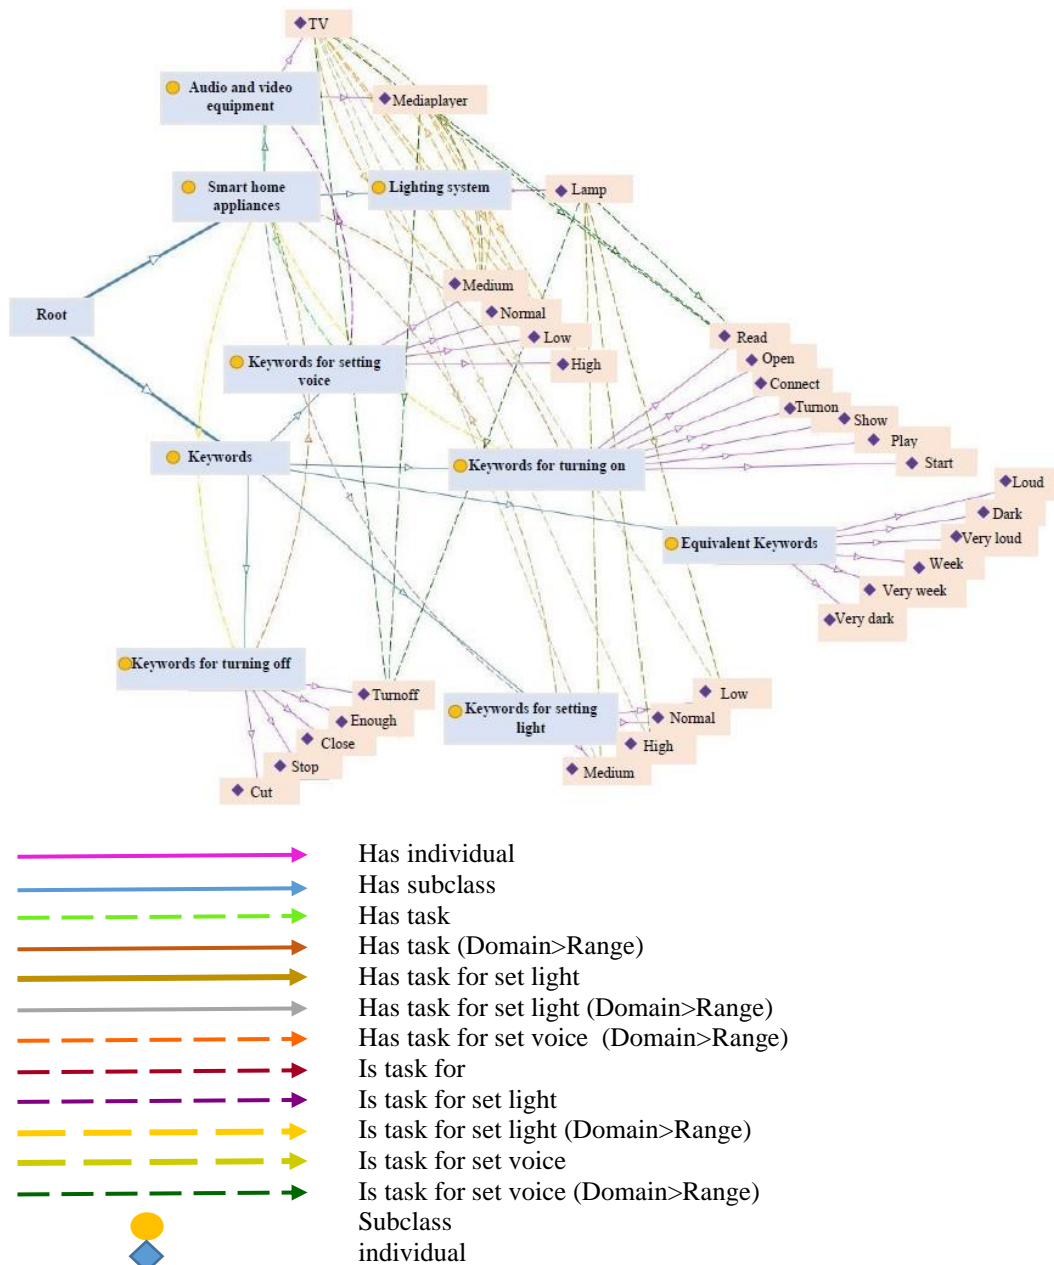 TV
Audio and video
equipment
Mediaplayer
Smart home
appliances
Lighting system
Lamp
Medium
Root
Normal
Low
High
Keywords for setting
voice
Read
Open
Connect
Turnon
Show
Play
Start
Keywords
Keywords for turning on
Loud
Dark
Very loud
Week
Very week
Very dark
Equivalent Keywords
Keywords for turning off
Turnoff
Enough
Close
Stop
Cut
Keywords for setting
light
Low
Normal
High
Medium
Has individual
Has subclass
Has task
Has task (Domain>Range)
Has task for set light
Has task for set light (Domain>Range)
Has task for set voice (Domain>Range)
Is task for
Is task for set light
Is task for set light (Domain>Range)
Is task for set voice
Is task for set voice (Domain>Range)
Subclass
individual